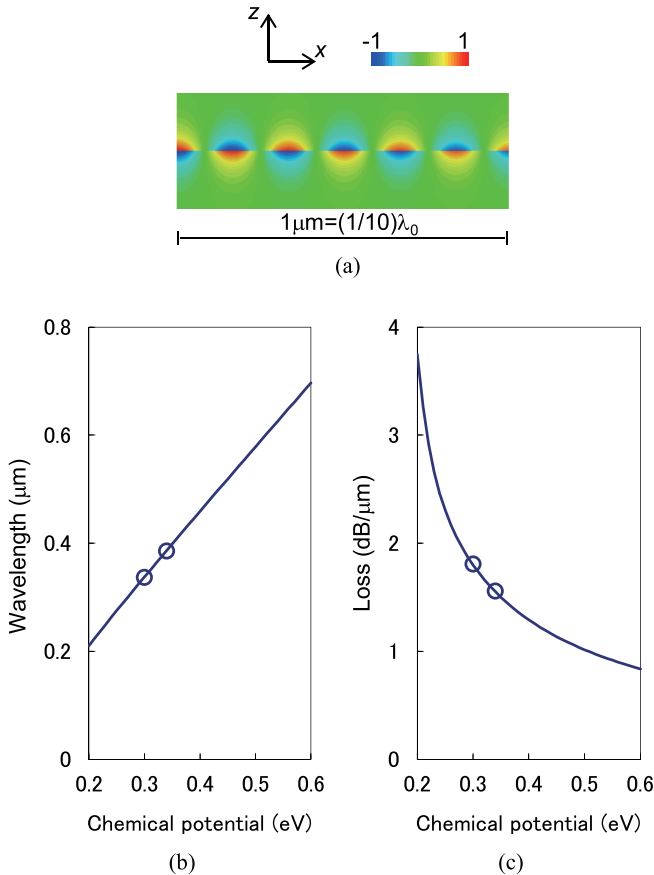 z
x
-1 1
1μm=(1/10)λ0
(a)
0.8
0.6
0.4
0.2
0
Wavelength (μm)
0.2 0.3 0.4 0.5 0.6
Chemical potential (eV)
(b)
4
3
2
1
0
Loss (dB/μm)
0.2 0.3 0.4 0.5 0.6
Chemical potential (eV)
(c)